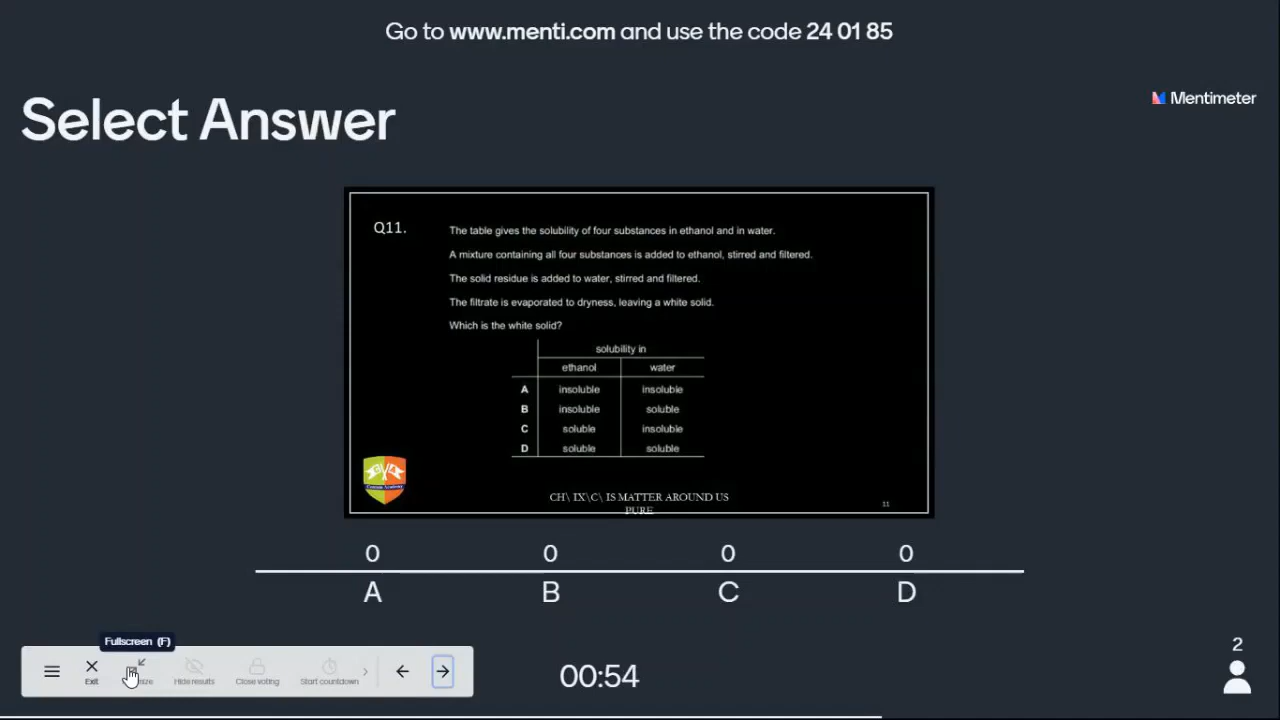 Go to www.menti.com and use the code 24 01 85
Select Answer
Mentimeter
Q11.
The table gives the solubility of four substances in ethanol and in water.
A mixture containing all four substances is added to ethanol, stirred and filtered.
The solid residue is added to water, stirred and filtered.
The filtrate is evaporated to dryness, leaving a white solid.
Which is the white solid?
solubility in
ethanol water
A insoluble insoluble
B insoluble soluble
C soluble insoluble
D soluble soluble
CH\ IX\C\ IS MATTER AROUND US
PURE
11
0 0 0 0
A B C D
Fullscreen (F)
Exit
Hide results
Close voting
Start countdown
00:54
2